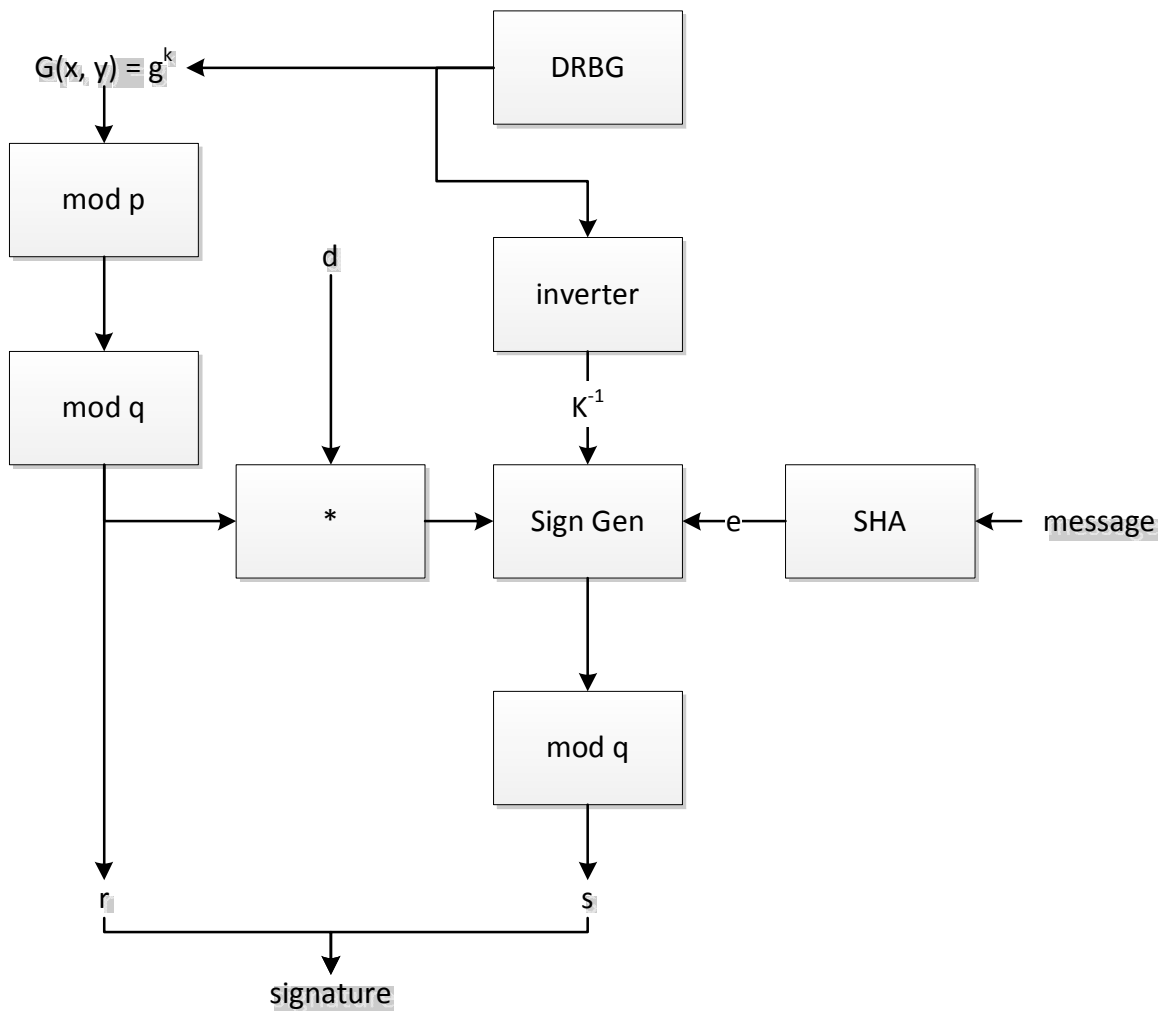 DRBG
G(x, y) = g^k
mod p
d
inverter
mod q
K^-1
*
Sign Gen
e
SHA
message
mod q
r
s
signature